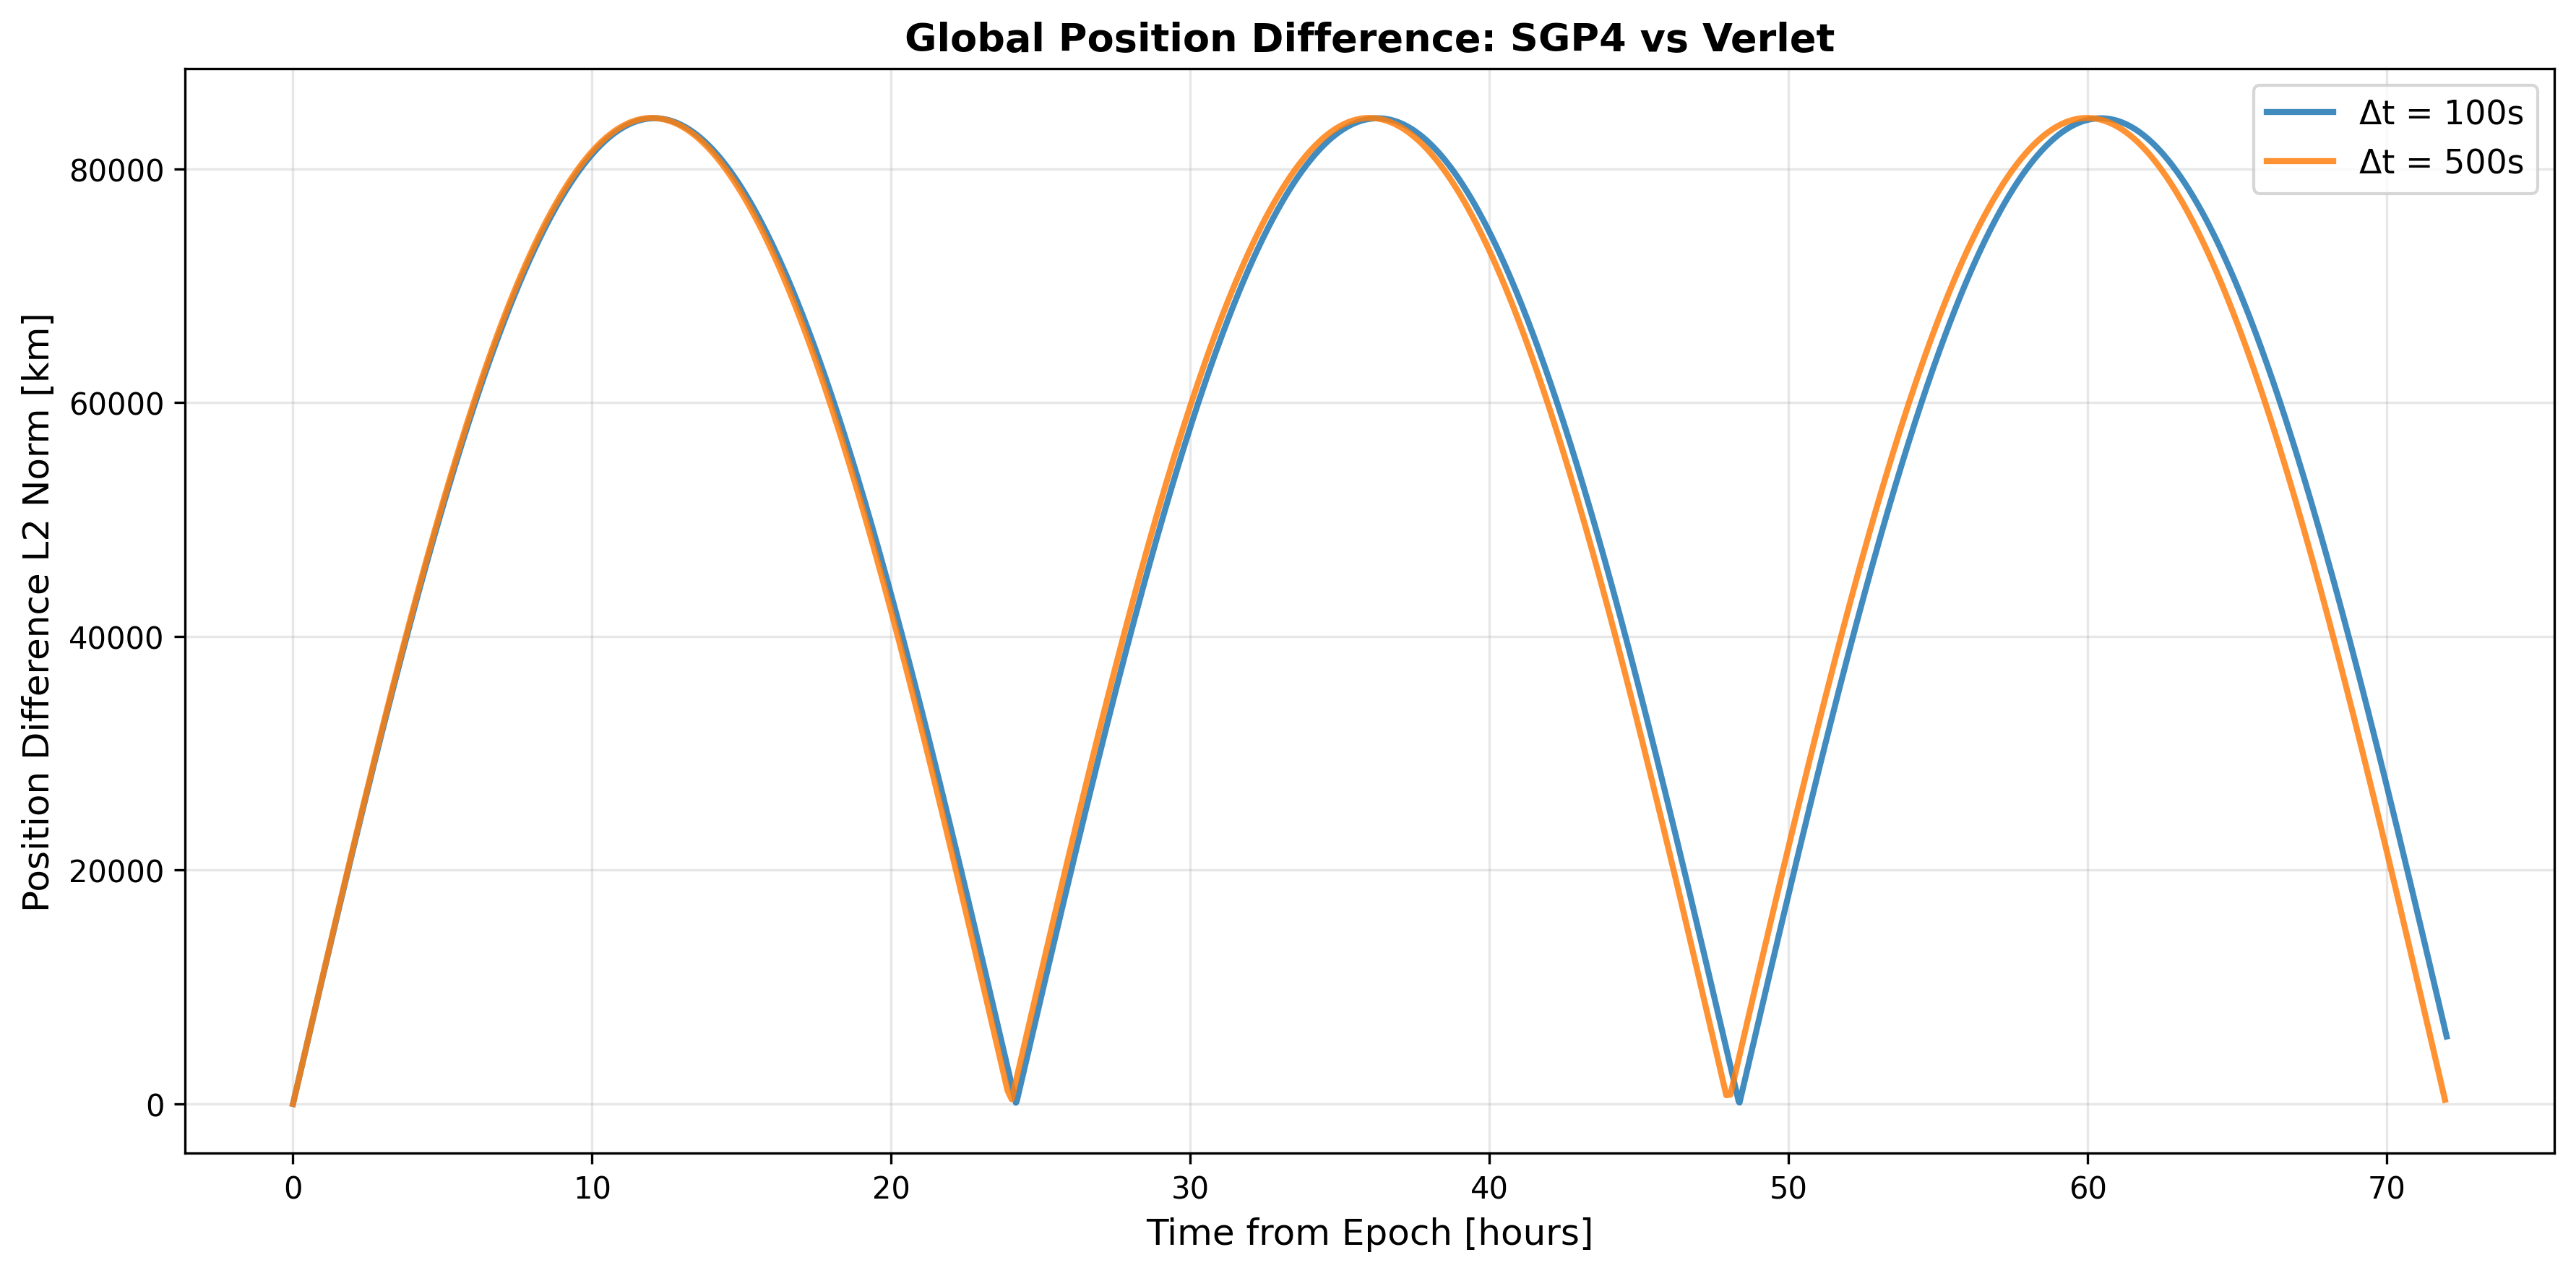 Global Position Difference: SGP4 vs Verlet
Δt = 100s
Δt = 500s
Position Difference L2 Norm [km]
80000
60000
40000
20000
0
0 10 20 30 40 50 60 70
Time from Epoch [hours]